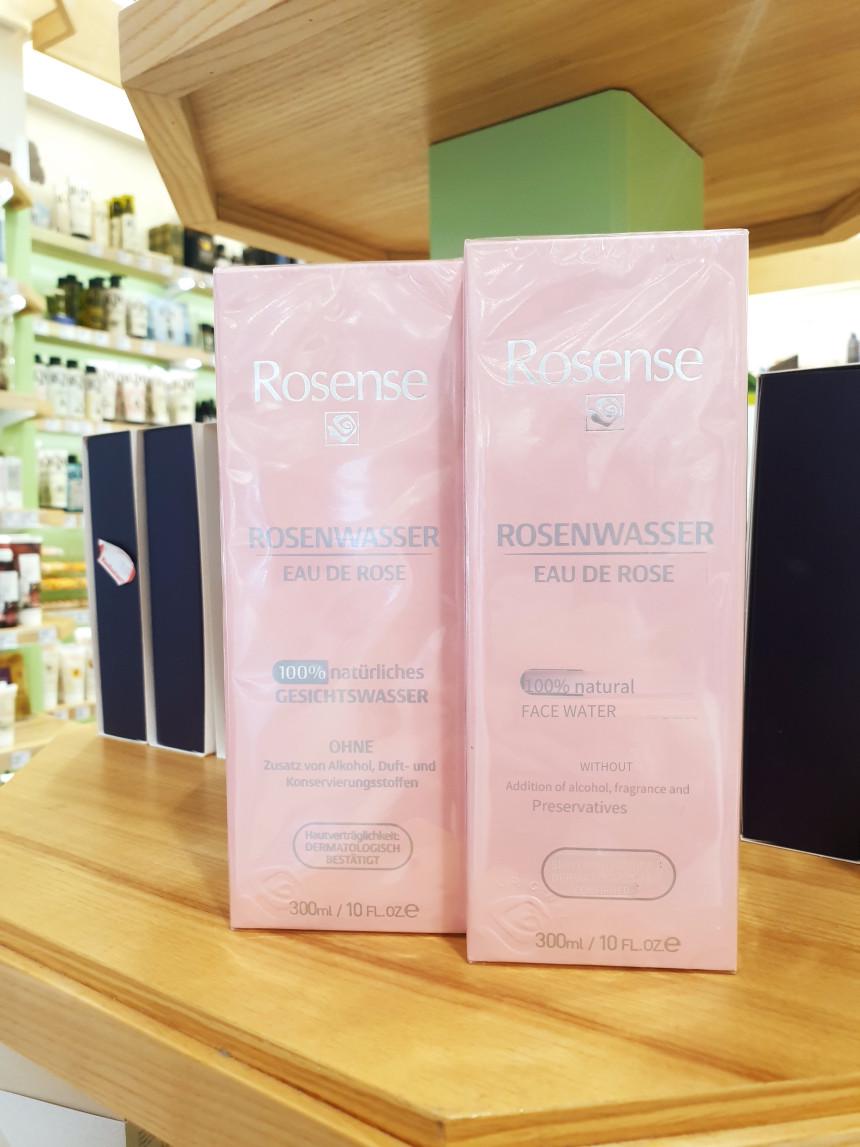 Rosense
ROSENWASSER
EAU DE ROSE
100% natürliches
GESICHTSWASSER
OHNE
Zusatz von Alkohol, Duft- und
Konservierungsstoffen
Hautverträglichkeit:
DERMATOLOGISCH
BESTÄTIGT
300ml / 10 FL.OZ.e
Rosense
ROSENWASSER
EAU DE ROSE
100% natural
FACE WATER
WITHOUT
Addition of alcohol, fragrance and
Preservatives
300ml / 10 FL.OZ.e